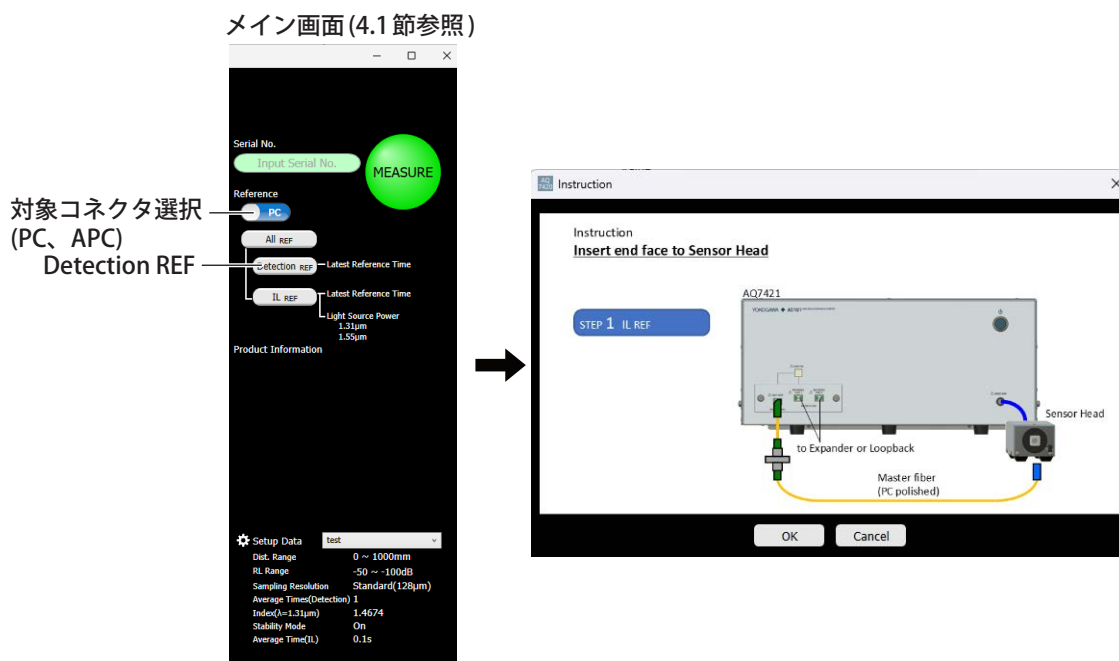 メイン画面(4.1節参照)
Serial No.
Input Serial No.
MEASURE
Reference
対象コネクタ選択
(PC、APC)
PC
All REF
Detection REF
Detection REF
Latest Reference Time
IL REF
Latest Reference Time
Light Source Power
1.31μm
1.55μm
Product Information
Setup Data
test
Dist. Range 0 ~ 1000mm
RL Range -50 ~ -100dB
Sampling Resolution Standard(128μm)
Average Times(Detection) 1
Index(λ=1.31μm) 1.4674
Stability Mode On
Average Time(IL) 0.1s
AQ
7420
Instruction
Instruction
Insert end face to Sensor Head
STEP 1 IL REF
AQ7421
YOKOGAWA
Sensor Head
to Expander or Loopback
Master fiber
(PC polished)
OK
Cancel